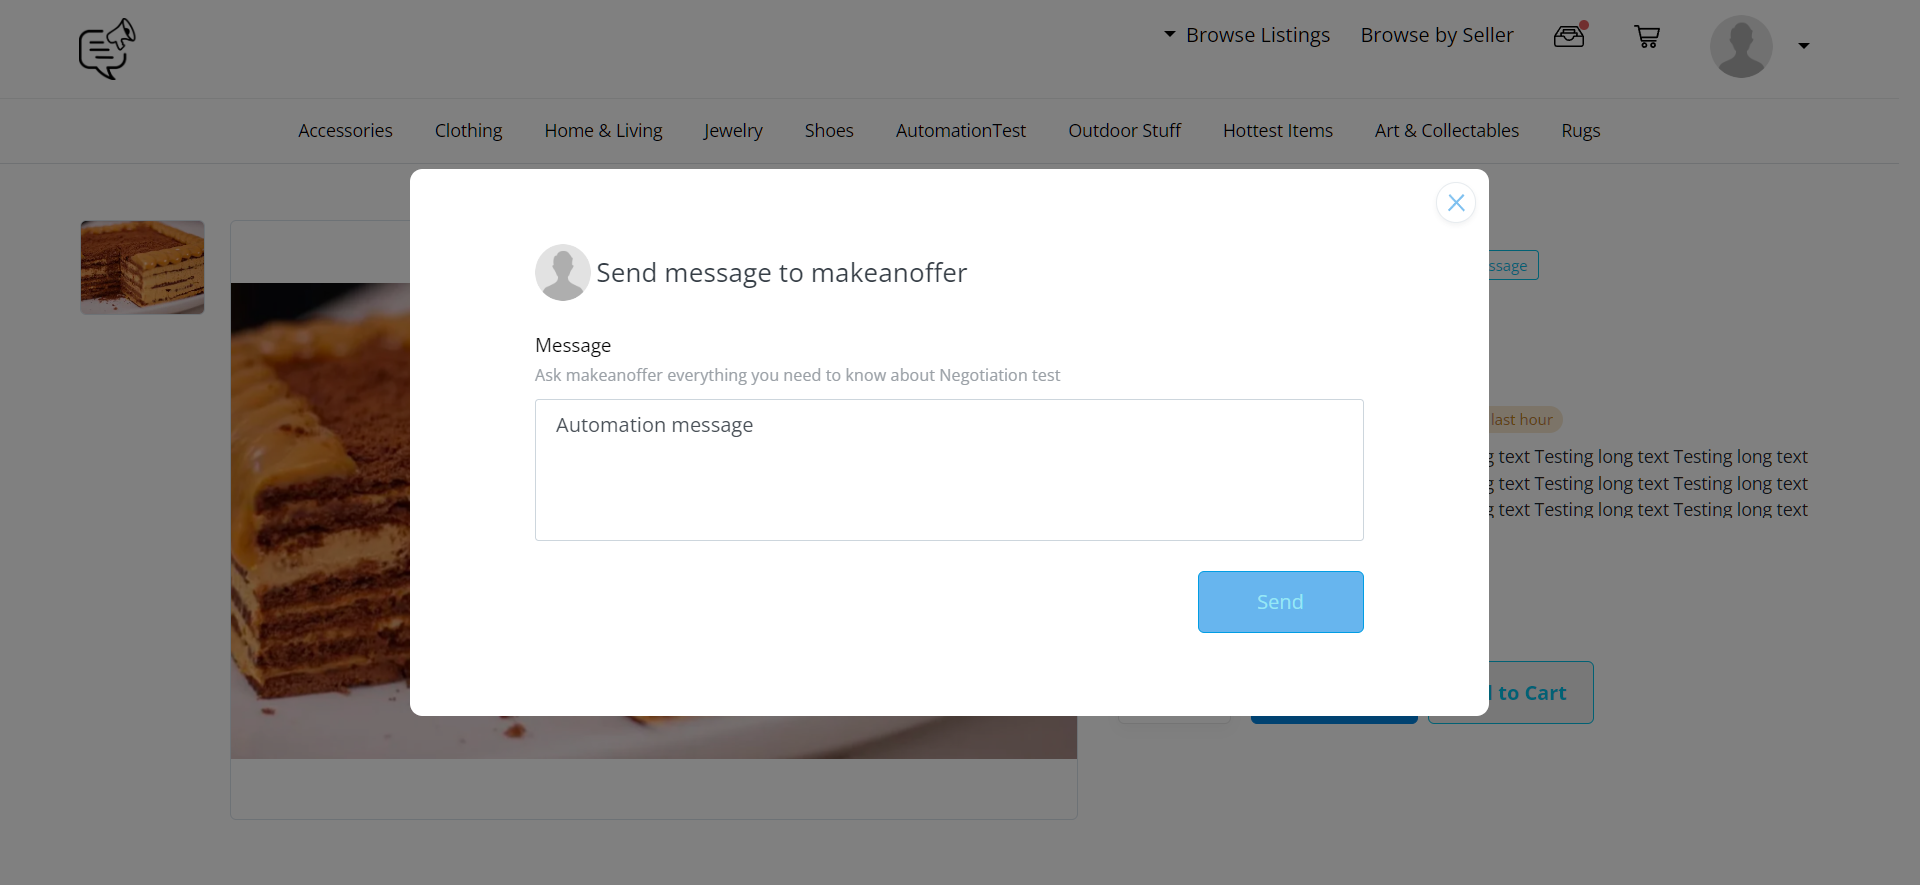 Browse Listings Browse by Seller
Accessories Clothing Home & Living Jewelry Shoes AutomationTest Outdoor Stuff Hottest Items Art & Collectables Rugs
Send message to makeanoffer
Message
Ask makeanoffer everything you need to know about Negotiation test
Automation message
Send
last hour
text Testing long text Testing long text
text Testing long text Testing long text
text Testing long text Testing long text
to Cart